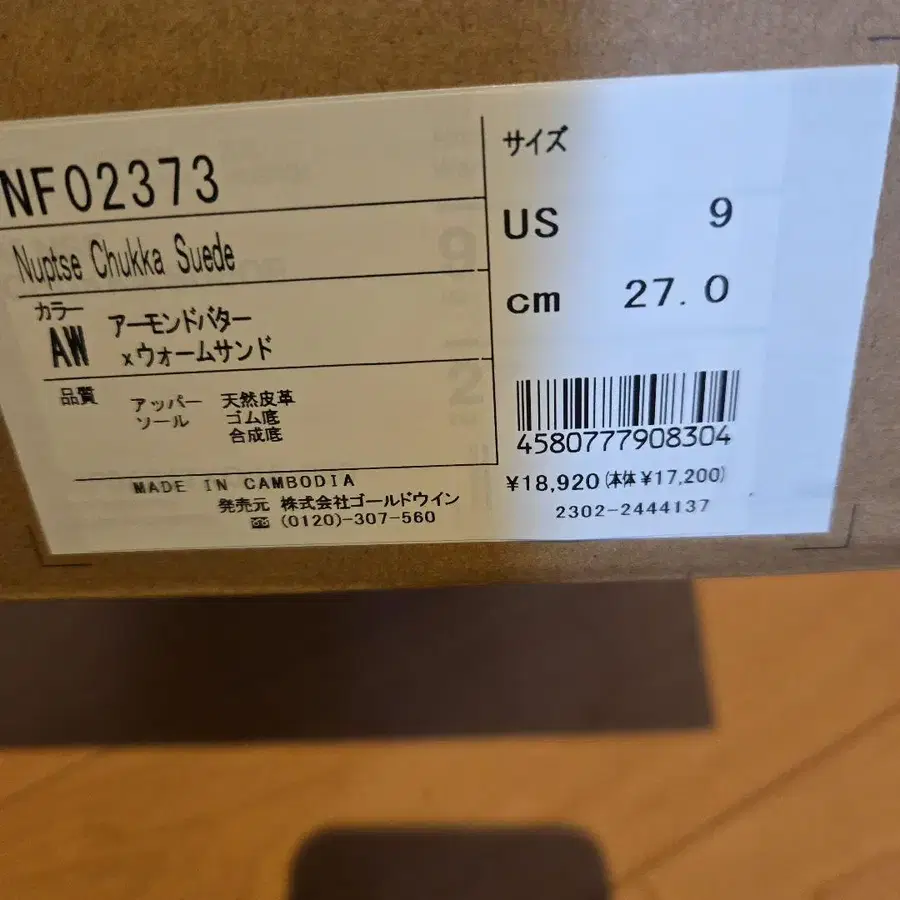 NF02373
Nuptse Chukka Suede
カラー
AW アーモンドバター
xウォームサンド
品質 アッパー 天然皮革
ソール ゴム底
合成底
MADE IN CAMBODIA
発売元 株式会社ゴールドウイン
(0120)-307-560
サイズ
US 9
cm 27.0
4580777908304
¥18,920(本体¥17,200)
2302-2444137